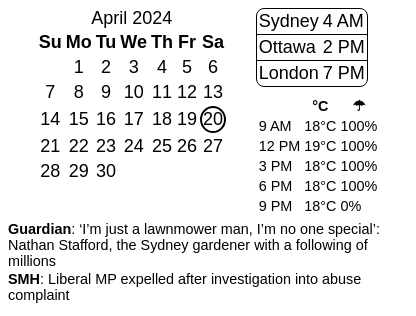 April 2024
Su Mo Tu We Th Fr Sa
1 2 3 4 5 6
7 8 9 10 11 12 13
14 15 16 17 18 19 20
21 22 23 24 25 26 27
28 29 30
Sydney 4 AM
Ottawa 2 PM
London 7 PM
°C ☂
9 AM 18°C 100%
12 PM 19°C 100%
3 PM 18°C 100%
6 PM 18°C 100%
9 PM 18°C 0%
Guardian: ‘I’m just a lawnmower man, I’m no one special’:
Nathan Stafford, the Sydney gardener with a following of
millions
SMH: Liberal MP expelled after investigation into abuse
complaint